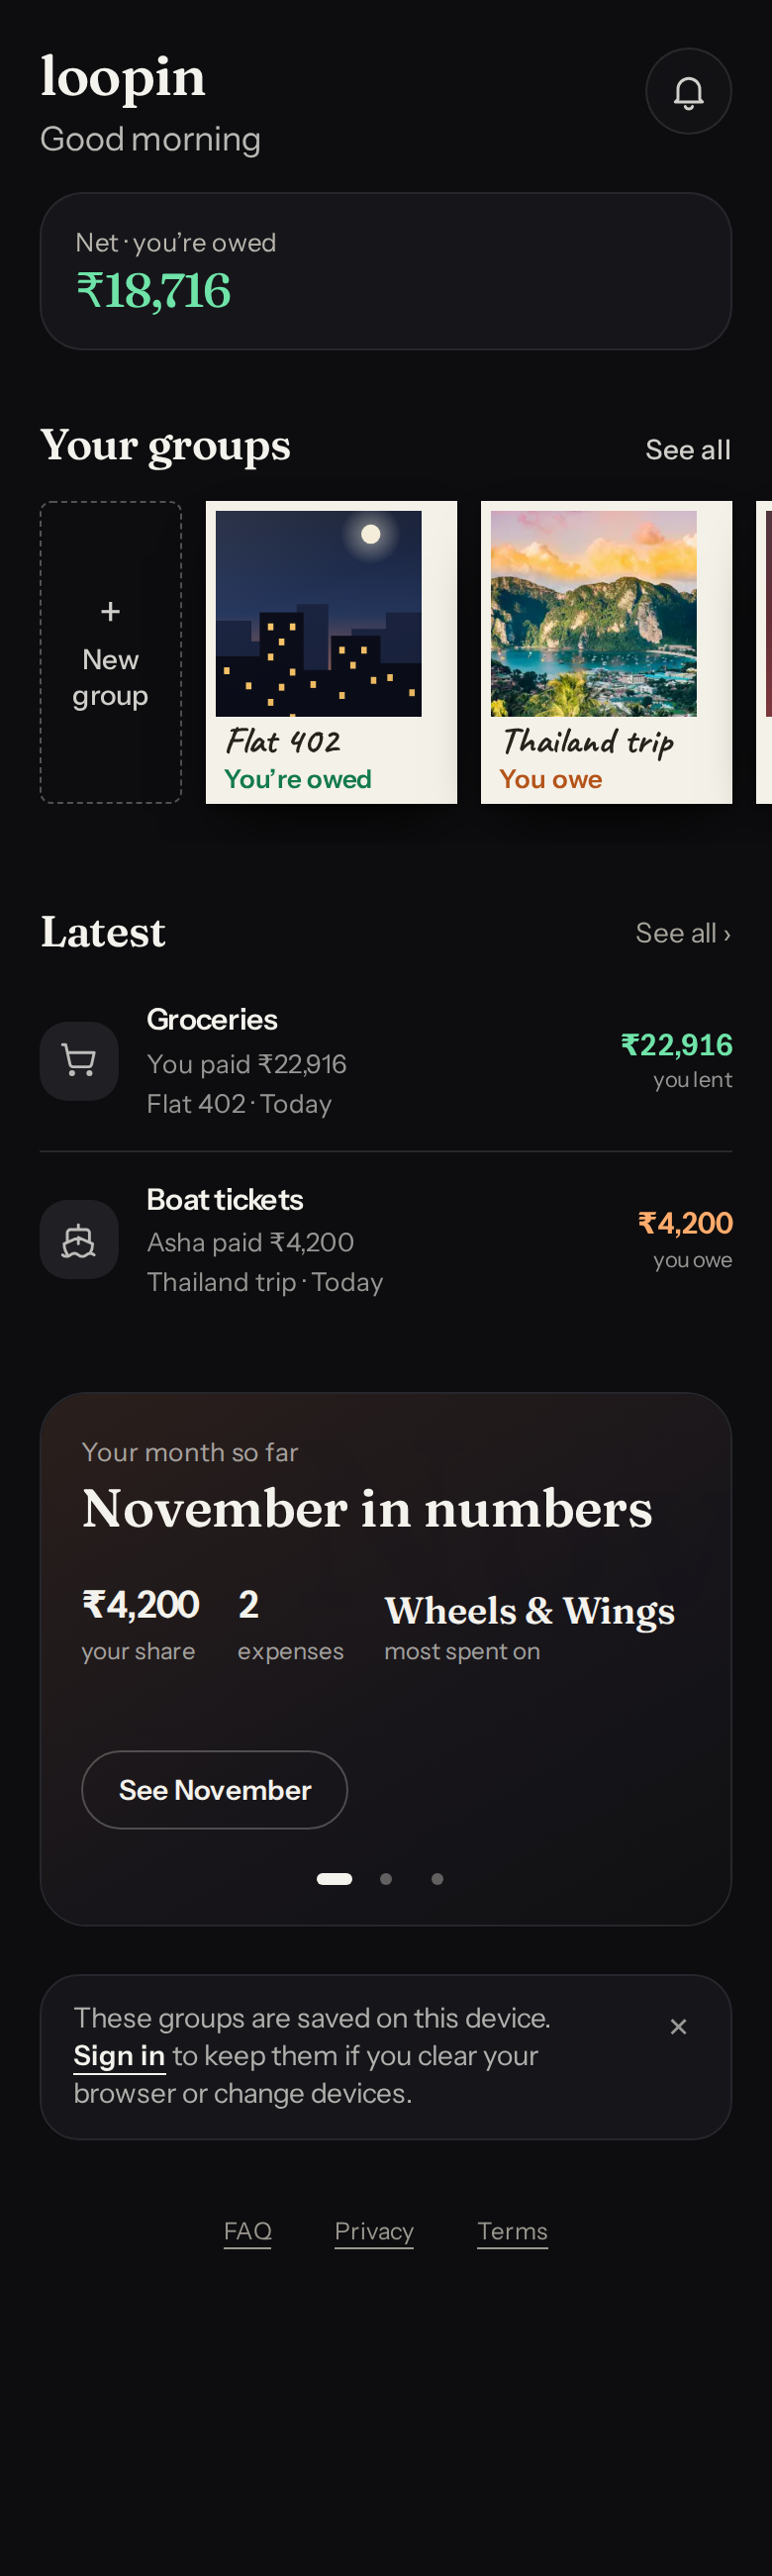 loopin
Good morning
Net · you’re owed
₹18,716
Your groups
See all
+
New
group
Flat 402
You’re owed
Thailand trip
You owe
Latest
See all ›
Groceries
You paid ₹22,916
Flat 402 · Today
₹22,916
you lent
Boat tickets
Asha paid ₹4,200
Thailand trip · Today
₹4,200
you owe
Your month so far
November in numbers
₹4,200
your share
2
expenses
Wheels & Wings
most spent on
See November
These groups are saved on this device.
Sign in to keep them if you clear your
browser or change devices.
×
FAQ
Privacy
Terms